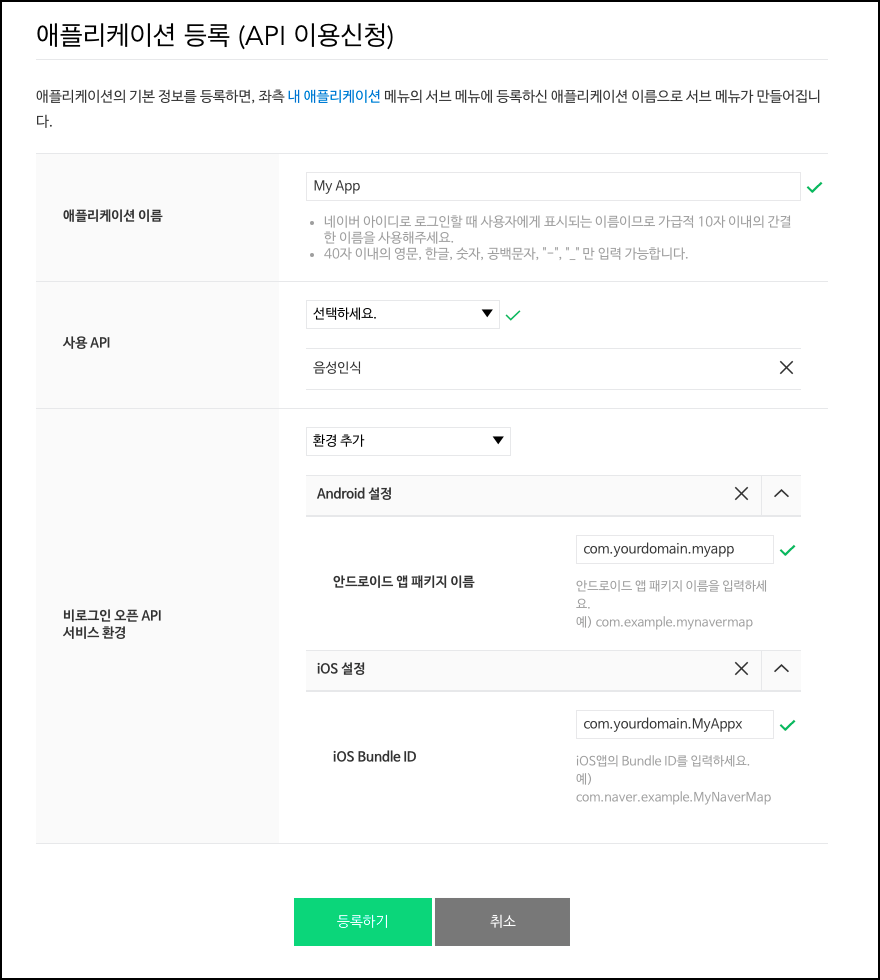 애플리케이션 등록 (API 이용신청)
애플리케이션의 기본 정보를 등록하면, 좌측 내 애플리케이션 메뉴의 서브 메뉴에 등록하신 애플리케이션 이름으로 서브 메뉴가 만들어집니
다.
애플리케이션 이름
My App
• 네이버 아이디로 로그인할 때 사용자에게 표시되는 이름이므로 가급적 10자 이내의 간결
한 이름을 사용해주세요.
• 40자 이내의 영문, 한글, 숫자, 공백문자, "-", "_" 만 입력 가능합니다.
사용 API
선택하세요.
음성인식
비로그인 오픈 API
서비스 환경
환경 추가
Android 설정
안드로이드 앱 패키지 이름
com.yourdomain.myapp
안드로이드 앱 패키지 이름을 입력하세
요.
예) com.example.mynavermap
iOS 설정
iOS Bundle ID
com.yourdomain.MyAppx
iOS앱의 Bundle ID를 입력하세요.
예)
com.naver.example.MyNaverMap
등록하기
취소